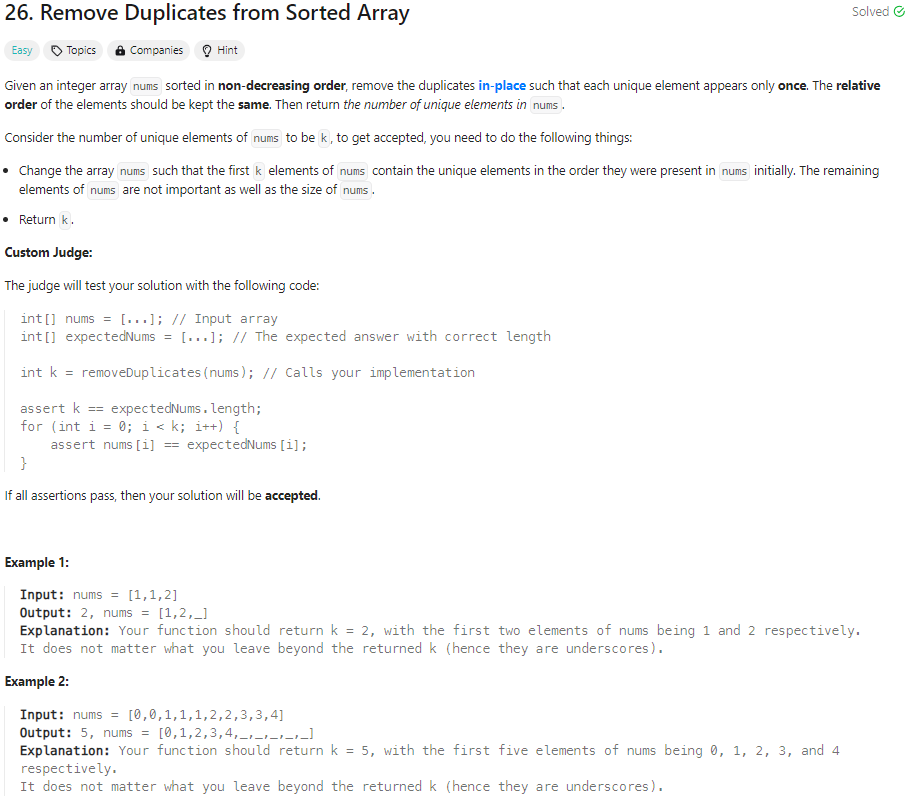 26. Remove Duplicates from Sorted Array
Solved
Easy Topics Companies Hint
Given an integer array nums sorted in non-decreasing order, remove the duplicates in-place such that each unique element appears only once. The relative
order of the elements should be kept the same. Then return the number of unique elements in nums.
Consider the number of unique elements of nums to be k, to get accepted, you need to do the following things:
• Change the array nums such that the first k elements of nums contain the unique elements in the order they were present in nums initially. The remaining
elements of nums are not important as well as the size of nums.
• Return k.
Custom Judge:
The judge will test your solution with the following code:
int[] nums = [...]; // Input array
int[] expectedNums = [...]; // The expected answer with correct length
int k = removeDuplicates(nums); // Calls your implementation
assert k == expectedNums.length;
for (int i = 0; i < k; i++) {
    assert nums[i] == expectedNums[i];
}
If all assertions pass, then your solution will be accepted.
Example 1:
Input: nums = [1,1,2]
Output: 2, nums = [1,2,_]
Explanation: Your function should return k = 2, with the first two elements of nums being 1 and 2 respectively.
It does not matter what you leave beyond the returned k (hence they are underscores).
Example 2:
Input: nums = [0,0,1,1,1,2,2,3,3,4]
Output: 5, nums = [0,1,2,3,4,_,_,_,_,_]
Explanation: Your function should return k = 5, with the first five elements of nums being 0, 1, 2, 3, and 4
respectively.
It does not matter what you leave beyond the returned k (hence they are underscores).